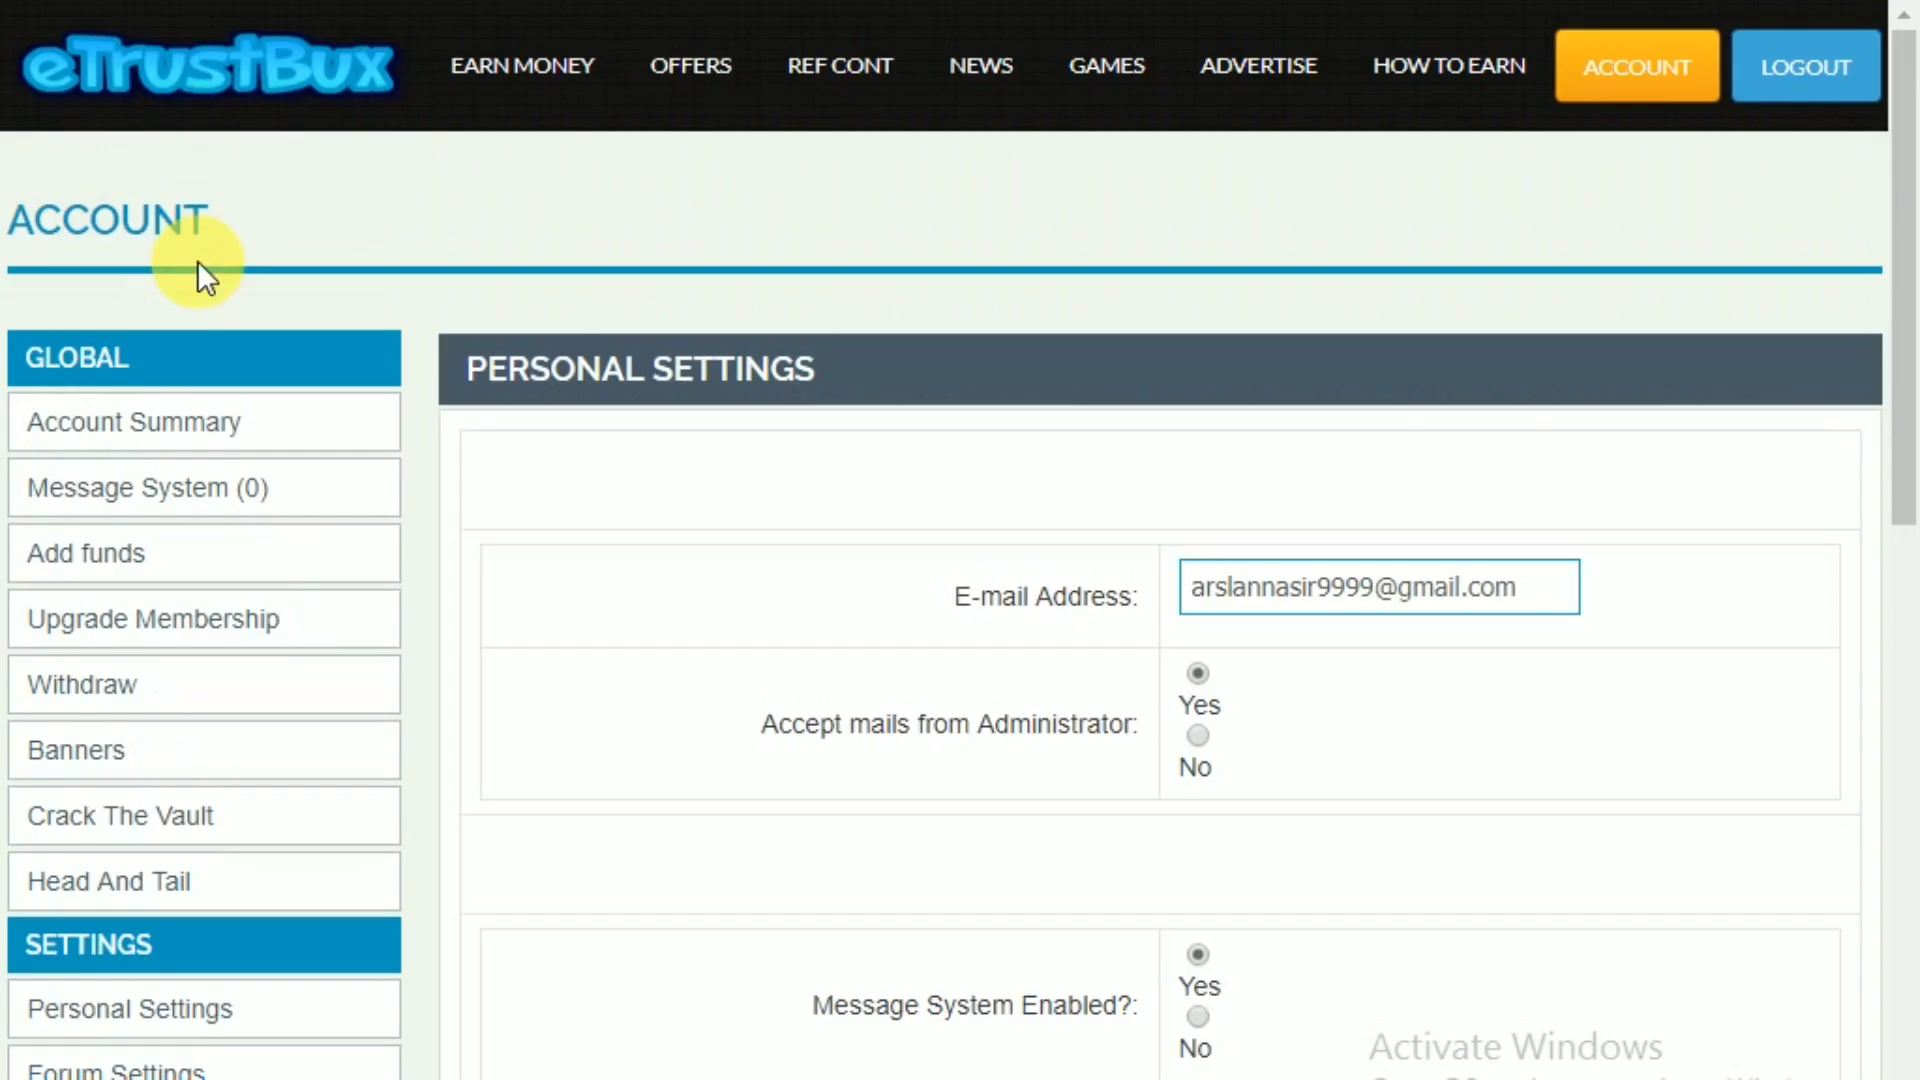 eTrustBux
EARN MONEY
OFFERS
REF CONT
NEWS
GAMES
ADVERTISE
HOW TO EARN
ACCOUNT
LOGOUT
ACCOUNT
GLOBAL
Account Summary
Message System (0)
Add funds
Upgrade Membership
Withdraw
Banners
Crack The Vault
Head And Tail
SETTINGS
Personal Settings
Forum Settings
PERSONAL SETTINGS
E-mail Address:
arslannasir9999@gmail.com
Accept mails from Administrator:
Yes
No
Message System Enabled?:
Yes
No
Activate Windows